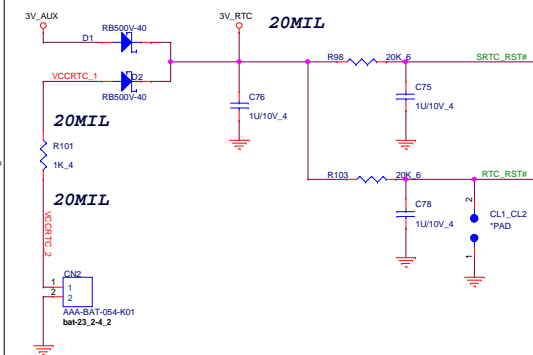 3V_AUX
3V_RTC
20MIL
RB500V-40
D1
R98
20K_6
SRTC_RST#
VCCRTC_1
D2
RB500V-40
C76
1U/10V_4
C75
1U/10V_4
20MIL
R101
1K_4
R103
20K_6
RTC_RST#
20MIL
VCCRTC_2
C78
1U/10V_4
2
CL1_CL2
*PAD
1
CN2
1
1
2
2
AAA-BAT-054-K01
bat-23_2-4_2